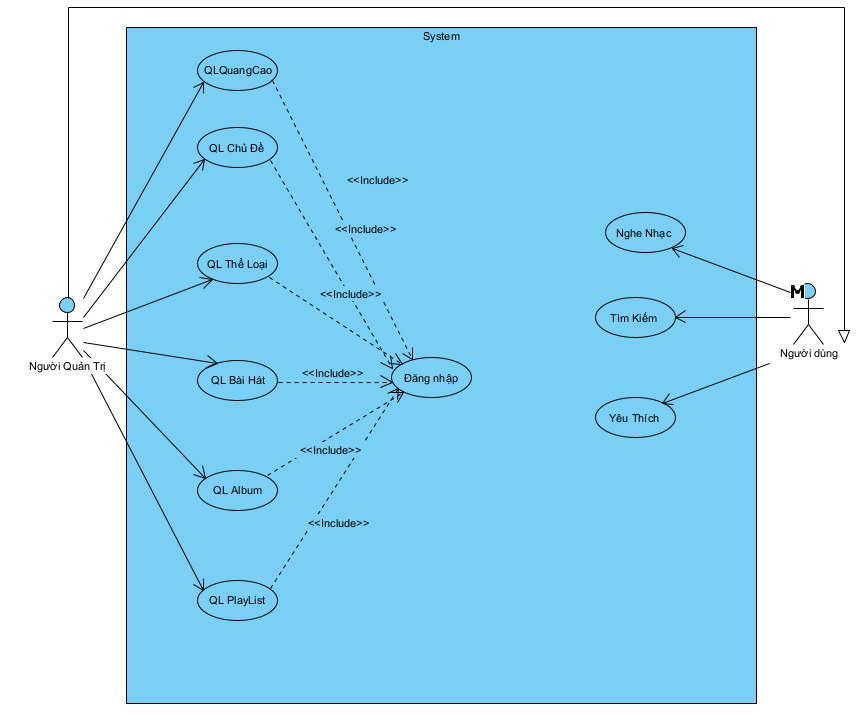 System
QLQuangCao
QL Chủ Đề
<<Include>>
<<Include>>
Nghe Nhạc
QL Thể Loại
<<Include>>
M
Tìm Kiếm
Người dùng
Người Quản Trị
QL Bài Hát
<<Include>>
Đăng nhập
Yêu Thích
<<Include>>
QL Album
<<Include>>
QL PlayList